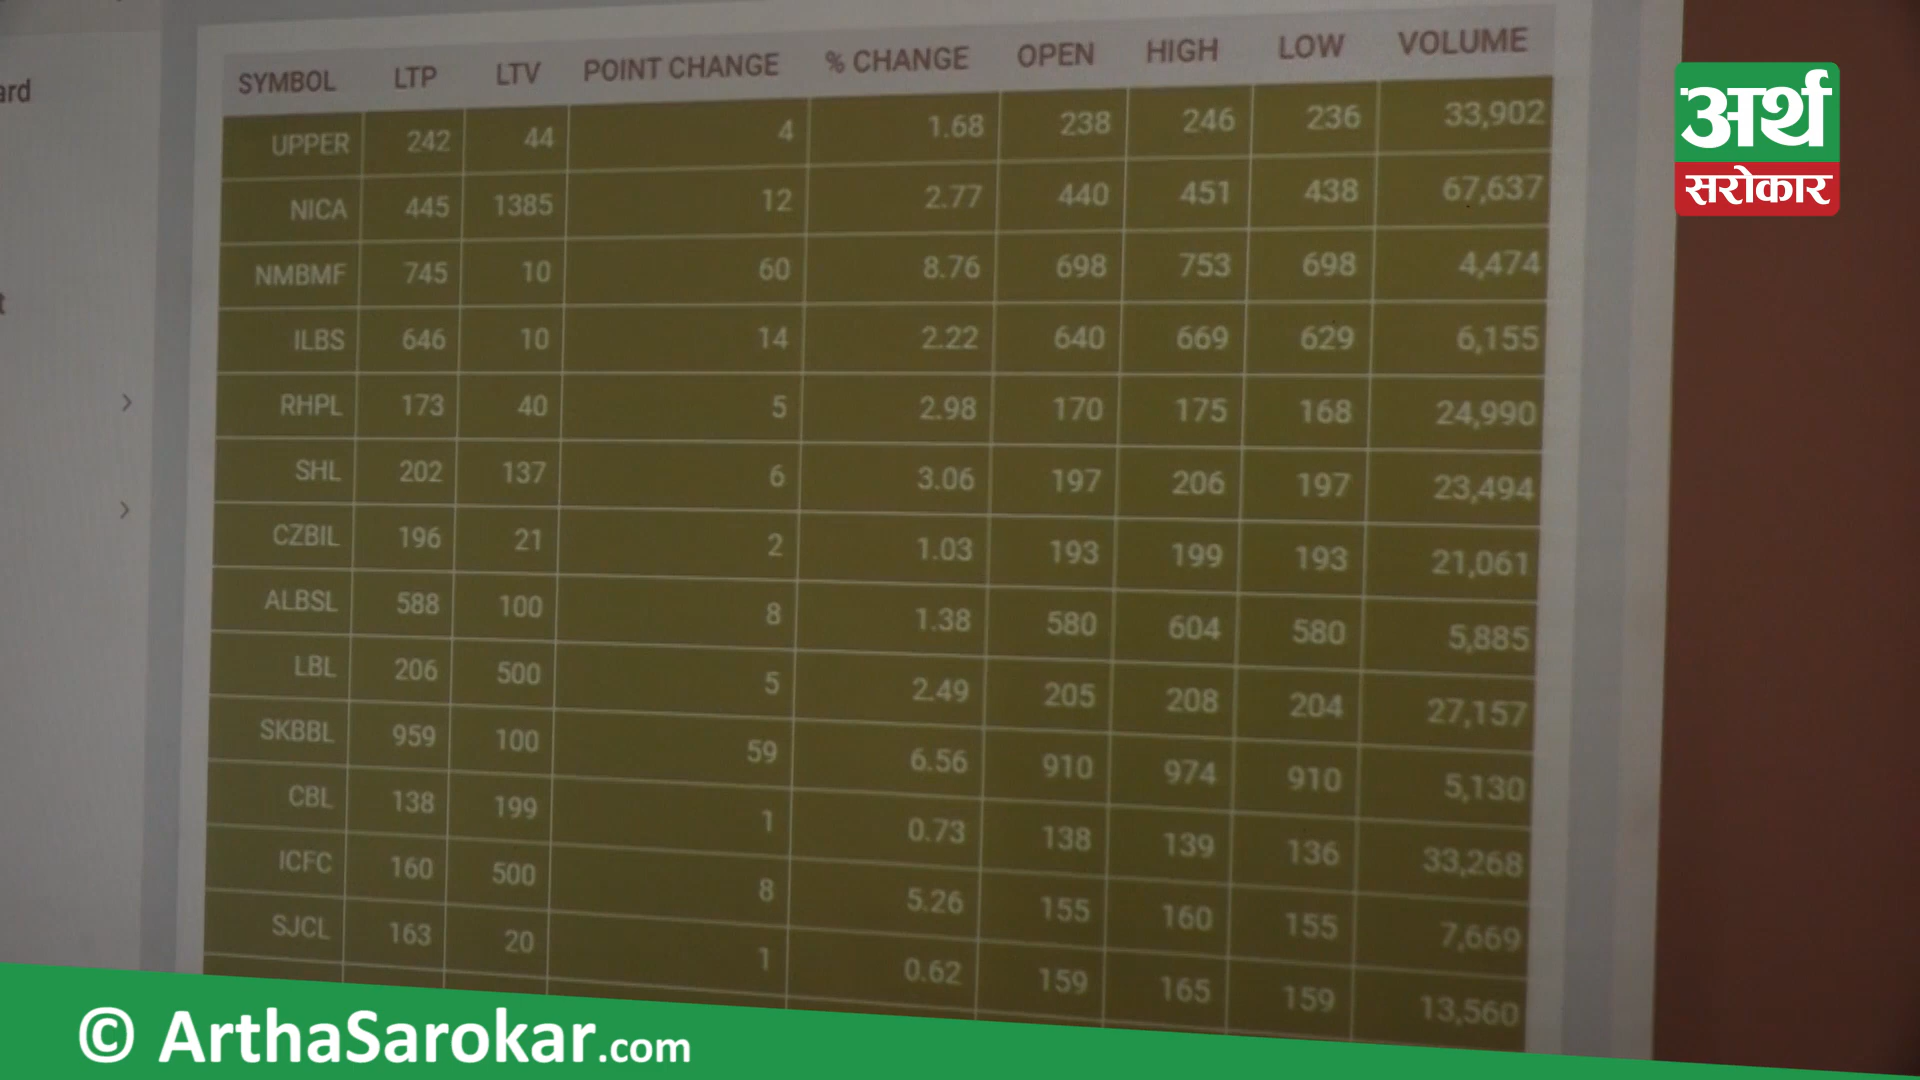 ard
SYMBOL LTP LTV POINT CHANGE % CHANGE OPEN HIGH LOW VOLUME
अर्थ
सरोकार
UPPER 242 44 4 1.68 238 246 236 33,902
NICA 445 1385 12 2.77 440 451 438 67,637
NMBMF 745 10 60 8.76 698 753 698 4,474
t
ILBS 646 10 14 2.22 640 669 629 6,155
RHPL 173 40 5 2.98 170 175 168 24,990
SHL 202 137 6 3.06 197 206 197 23,494
CZBIL 196 21 2 1.03 193 199 193 21,061
ALBSL 588 100 8 1.38 580 604 580 5,885
LBL 206 500 5 2.49 205 208 204 27,157
SKBBL 959 100 59 6.56 910 974 910 5,130
CBL 138 199 1 0.73 138 139 136 33,268
ICFC 160 500 8 5.26 155 160 155 7,669
SJCL 163 20 1 0.62 159 165 159 13,560
© ArthaSarokar.com